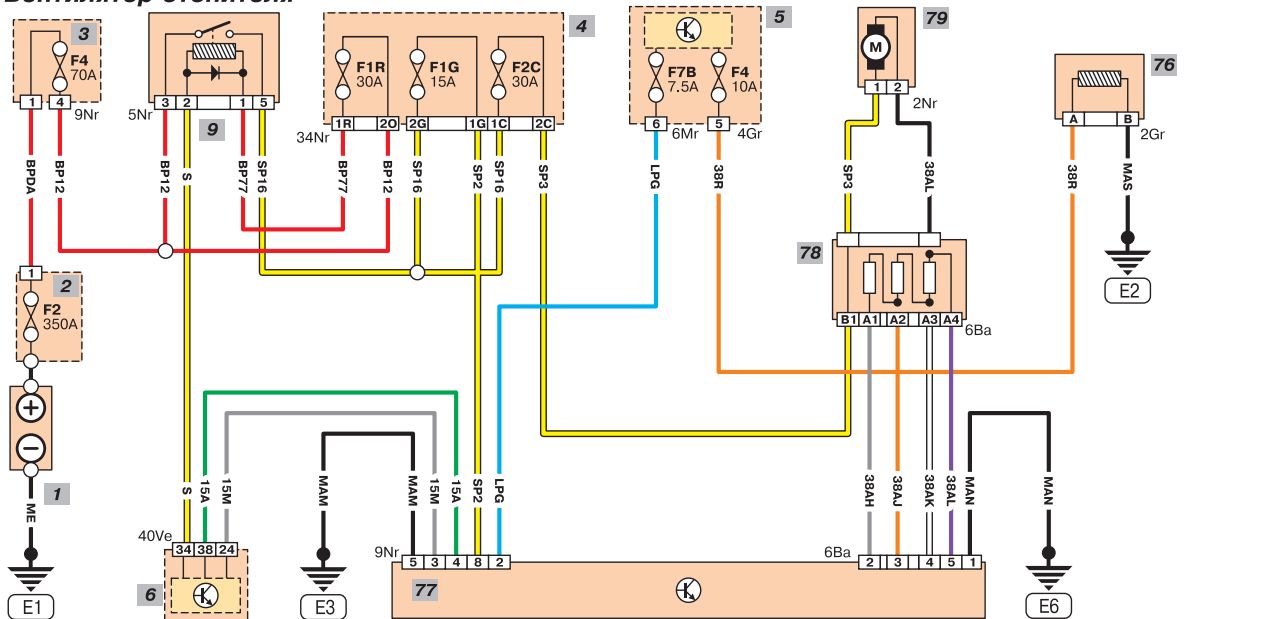 Вентилятор отопителя
3
F4
70A
1
4
9Nr
BPDA
BP12
1
2
F2
350A
+
−
1
ME
E1
3
2
1
5
5Nr
9
BP12
S
BP77
SP16
4
F1R
30A
F1G
15A
F2C
30A
1R
2O
2G
1G
1C
2C
34Nr
BP77
BP12
SP16
SP2
SP16
SP3
5
F7B
7.5A
F4
10A
6
6Mr
5
4Gr
LPG
38R
79
M
1
2
2Nr
SP3
38AL
76
A
B
2Gr
38R
MAS
E2
78
B1
A1
A2
A3
A4
6Ba
S
15A
15M
MAM
MAM
15M
15A
SP2
LPG
38AH
38AJ
38AK
38AL
MAN
MAN
40Ve
34
38
24
6
E3
9Nr
5
3
4
8
2
77
6Ba
2
3
4
5
1
E6